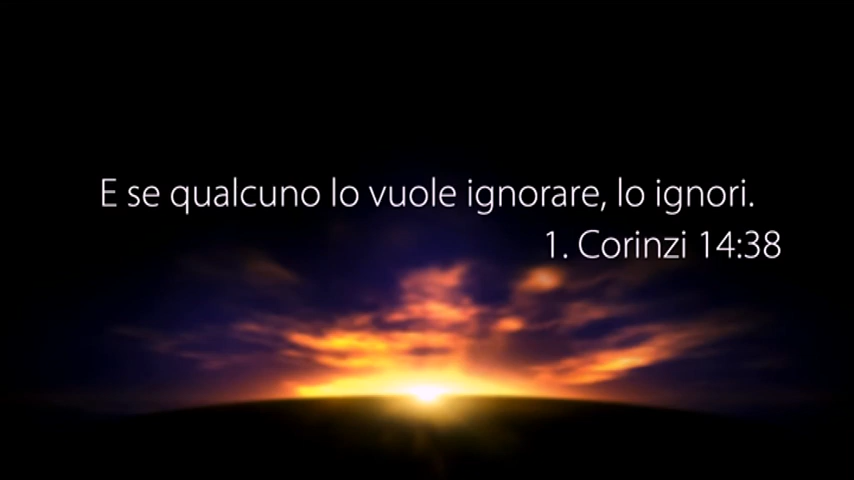 E se qualcuno lo vuole ignorare, lo ignori.
1. Corinzi 14:38